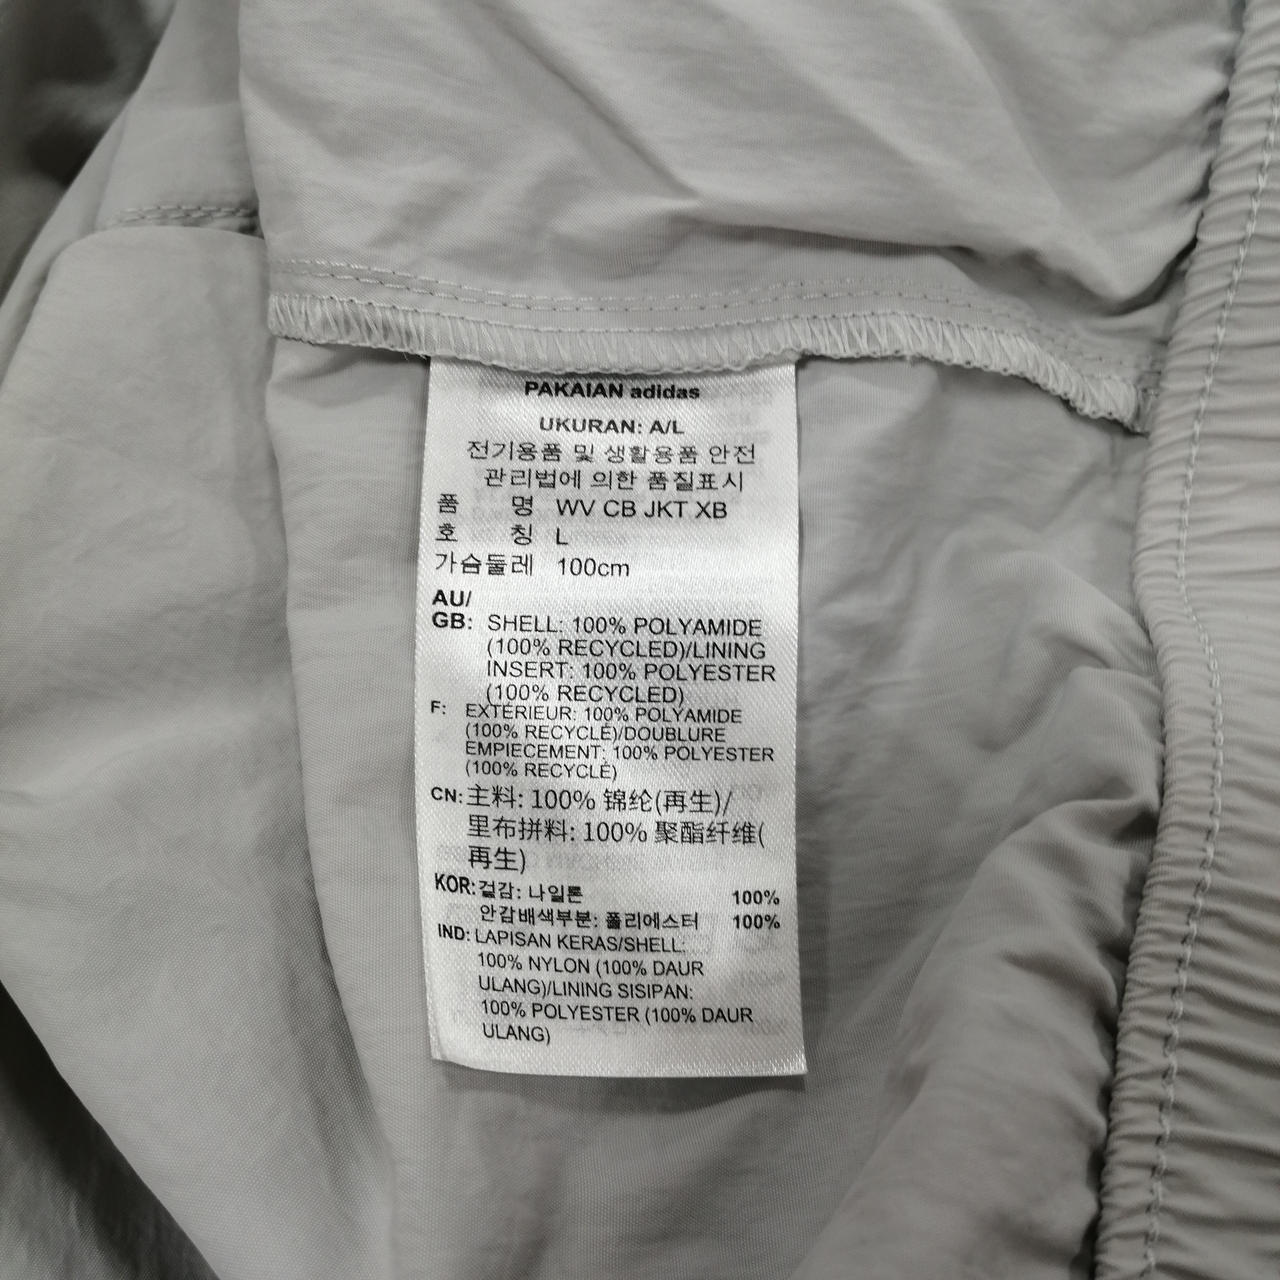 PAKAIAN adidas
UKURAN: A/L
전기용품 및 생활용품 안전
관리법에 의한 품질표시
품 명 WV CB JKT XB
호 칭 L
가슴둘레 100cm
AU/
GB: SHELL: 100% POLYAMIDE
(100% RECYCLED)/LINING
INSERT: 100% POLYESTER
(100% RECYCLED)
F: EXTÉRIEUR: 100% POLYAMIDE
(100% RECYCLÉ)/DOUBLURE
EMPIECEMENT: 100% POLYESTER
(100% RECYCLÉ)
CN: 主料: 100% 锦纶(再生)/
里布拼料: 100% 聚酯纤维(
再生)
KOR: 겉감: 나일론 100%
안감배색부분: 폴리에스터 100%
IND: LAPISAN KERAS/SHELL:
100% NYLON (100% DAUR
ULANG)/LINING SISIPAN:
100% POLYESTER (100% DAUR
ULANG)